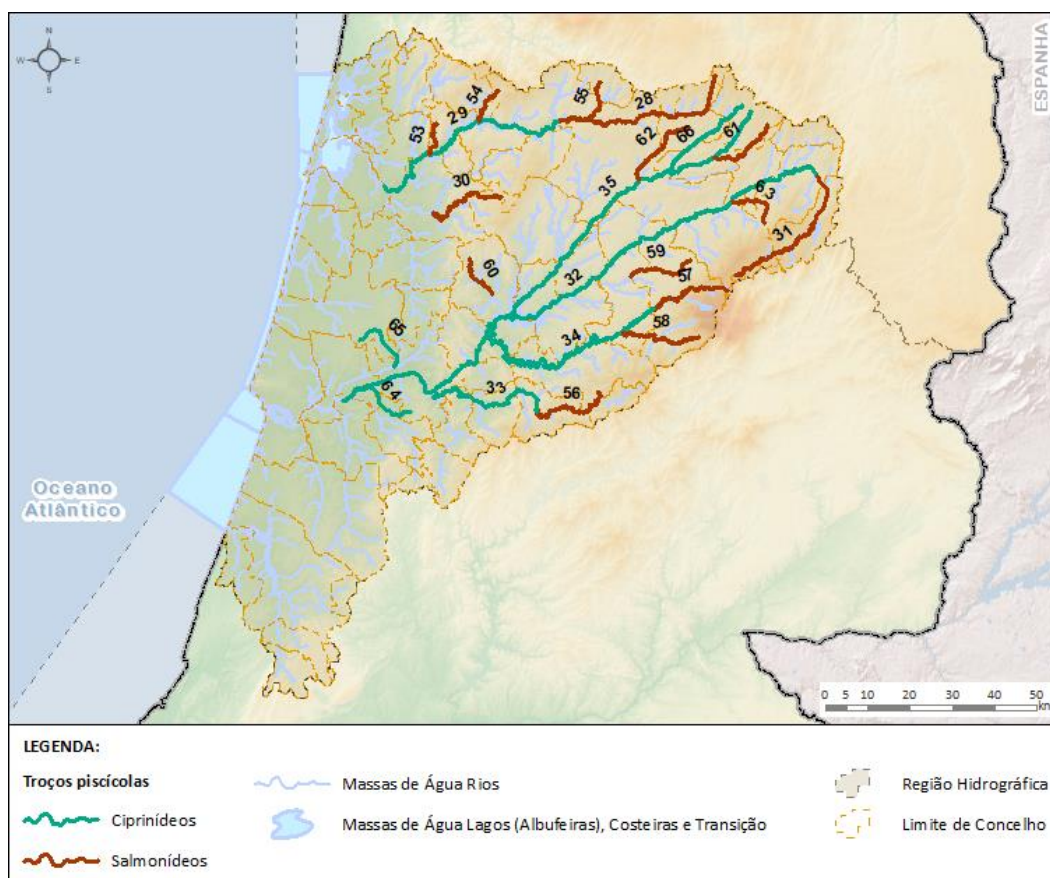 N
W
E
S
ESPANHA
54
29
53
55
28
62
66
61
30
35
63
31
60
59
32
57
58
34
65
64
33
56
Oceano
Atlântico
0 5 10 20 30 40 50
km
LEGENDA:
Troços piscícolas
Ciprinídeos
Salmonídeos
Massas de Água Rios
Massas de Água Lagos (Albufeiras), Costeiras e Transição
Região Hidrográfica
Limite de Concelho